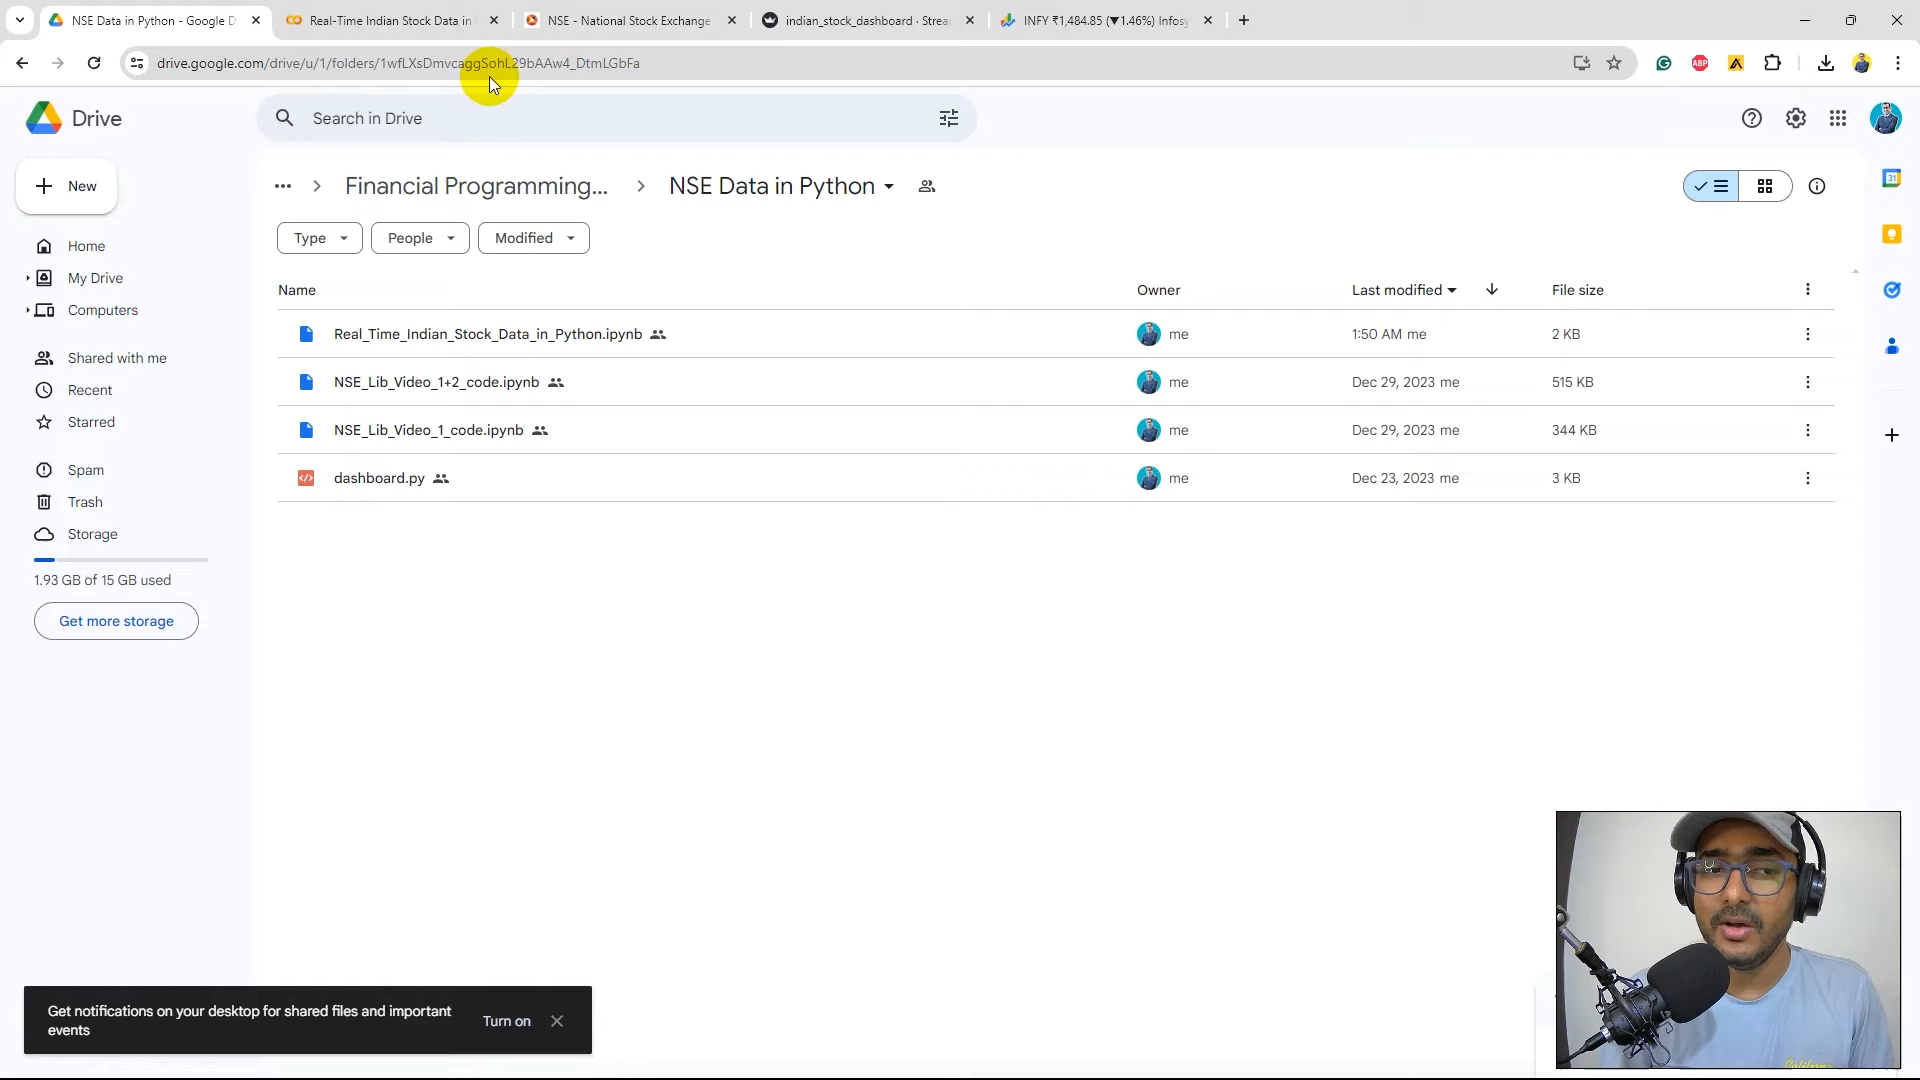 NSE Data in Python - Google D
Real-Time Indian Stock Data in
NSE - National Stock Exchange
indian_stock_dashboard · Strea
INFY ₹1,484.85 (▼1.46%) Infosy
drive.google.com/drive/u/1/folders/1wfLXsDmvcaggSohL29bAAw4_DtmLGbFa
ABP
Drive
Search in Drive
New
Financial Programming...
NSE Data in Python
31
Home
My Drive
Computers
Shared with me
Recent
Starred
Spam
Trash
Storage
1.93 GB of 15 GB used
Get more storage
Type
People
Modified
Name
Owner
Last modified
File size
Real_Time_Indian_Stock_Data_in_Python.ipynb
me
1:50 AM me
2 KB
NSE_Lib_Video_1+2_code.ipynb
me
Dec 29, 2023 me
515 KB
NSE_Lib_Video_1_code.ipynb
me
Dec 29, 2023 me
344 KB
dashboard.py
me
Dec 23, 2023 me
3 KB
Get notifications on your desktop for shared files and important
events
Turn on